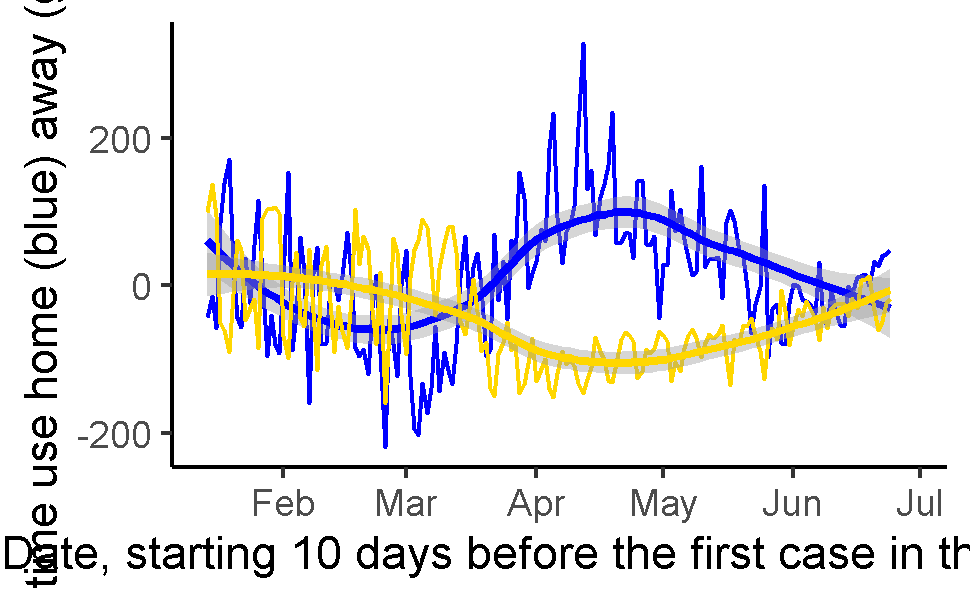 time use home (blue) away (
200
0
-200
Feb Mar Apr May Jun Jul
Date, starting 10 days before the first case in th